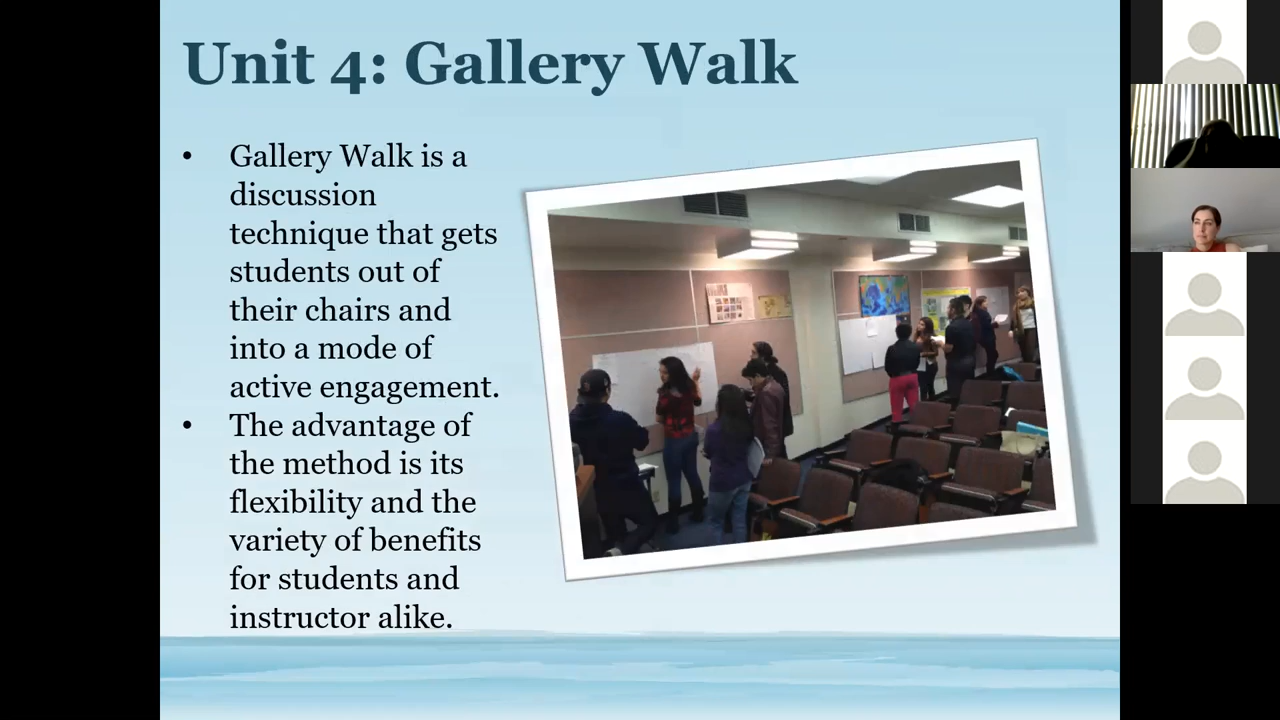 Unit 4: Gallery Walk
• Gallery Walk is a
discussion
technique that gets
students out of
their chairs and
into a mode of
active engagement.
• The advantage of
the method is its
flexibility and the
variety of benefits
for students and
instructor alike.